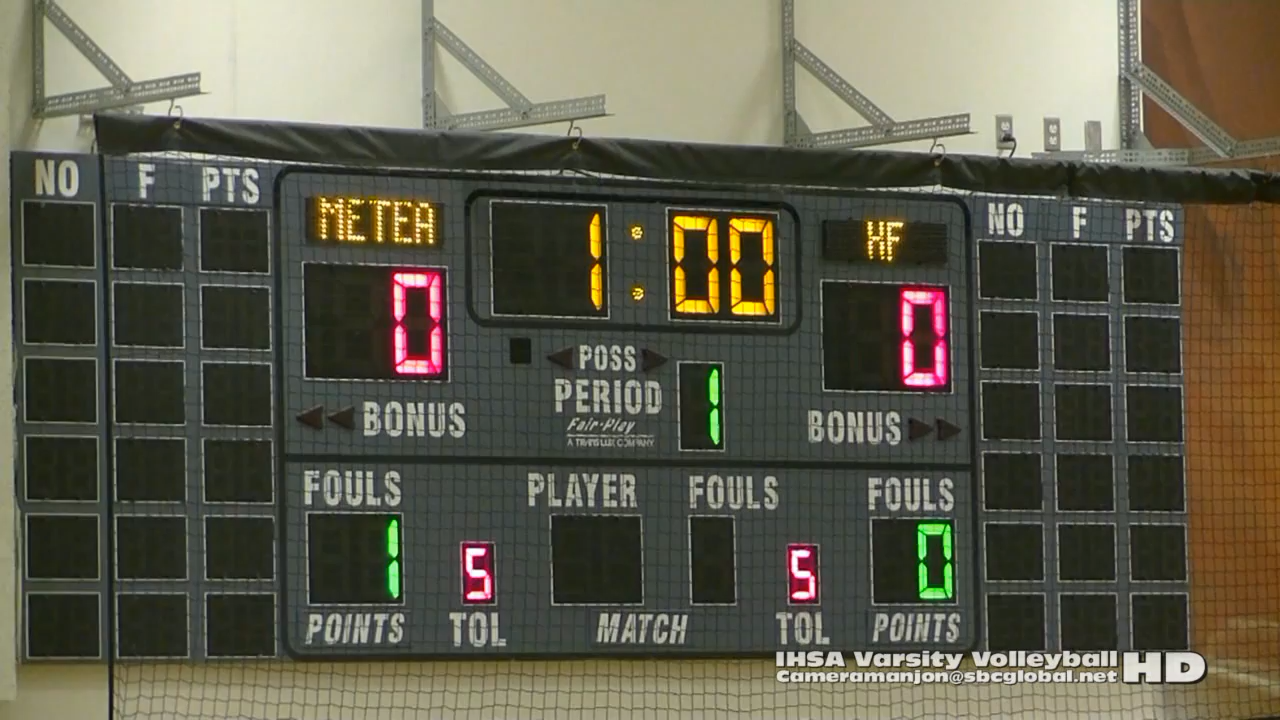 NO F PTS
METEA 1:00 HF
NO F PTS
0 0
POSS
PERIOD 1
Fair-Play
A TRANS-LUX COMPANY
BONUS BONUS
FOULS PLAYER FOULS FOULS
1 5 5 0
POINTS TOL MATCH TOL POINTS
IHSA Varsity Volleyball HD
Cameramanjon@sbcglobal.net